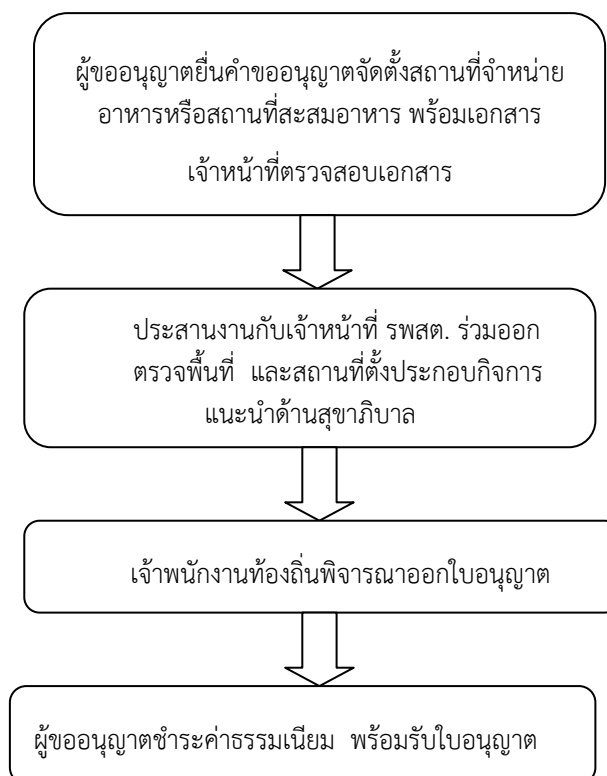 ผู้ขออนุญาตยื่นคำขออนุญาตจัดตั้งสถานที่จำหน่าย
อาหารหรือสถานที่สะสมอาหาร พร้อมเอกสาร
เจ้าหน้าที่ตรวจสอบเอกสาร
ประสานงานกับเจ้าหน้าที่ รพสต. ร่วมออก
ตรวจพื้นที่ และสถานที่ตั้งประกอบกิจการ
แนะนำด้านสุขาภิบาล
เจ้าพนักงานท้องถิ่นพิจารณาออกใบอนุญาต
ผู้ขออนุญาตชำระค่าธรรมเนียม พร้อมรับใบอนุญาต